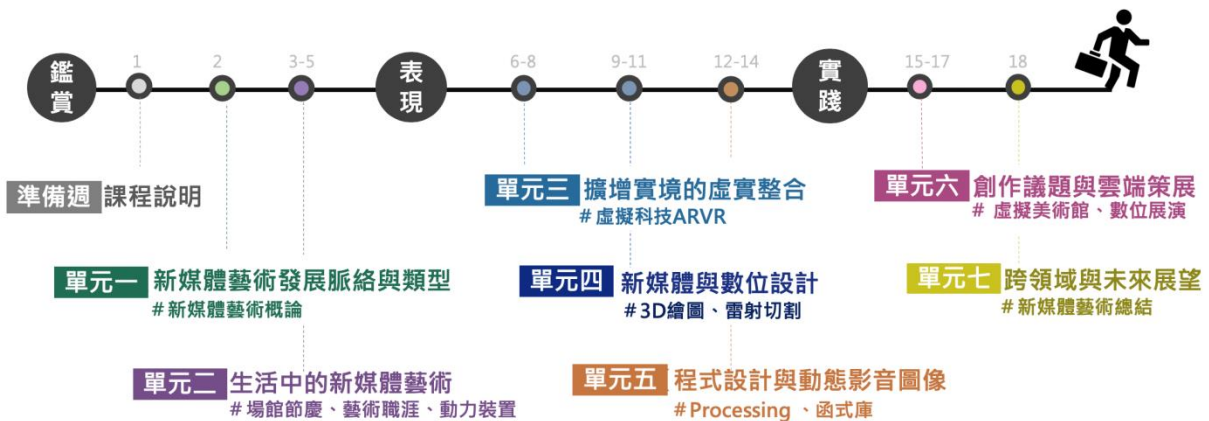 鑑賞
1
2
3-5
表現
6-8
9-11
12-14
實踐
15-17
18
準備週 課程說明
單元一 新媒體藝術發展脈絡與類型
#新媒體藝術概論
單元二 生活中的新媒體藝術
#場館節慶、藝術職涯、動力裝置
單元三 擴增實境的虛實整合
#虛擬科技ARVR
單元四 新媒體與數位設計
#3D繪圖、雷射切割
單元五 程式設計與動態影音圖像
#Processing 、函式庫
單元六 創作議題與雲端策展
# 虛擬美術館、數位展演
單元七 跨領域與未來展望
#新媒體藝術總結